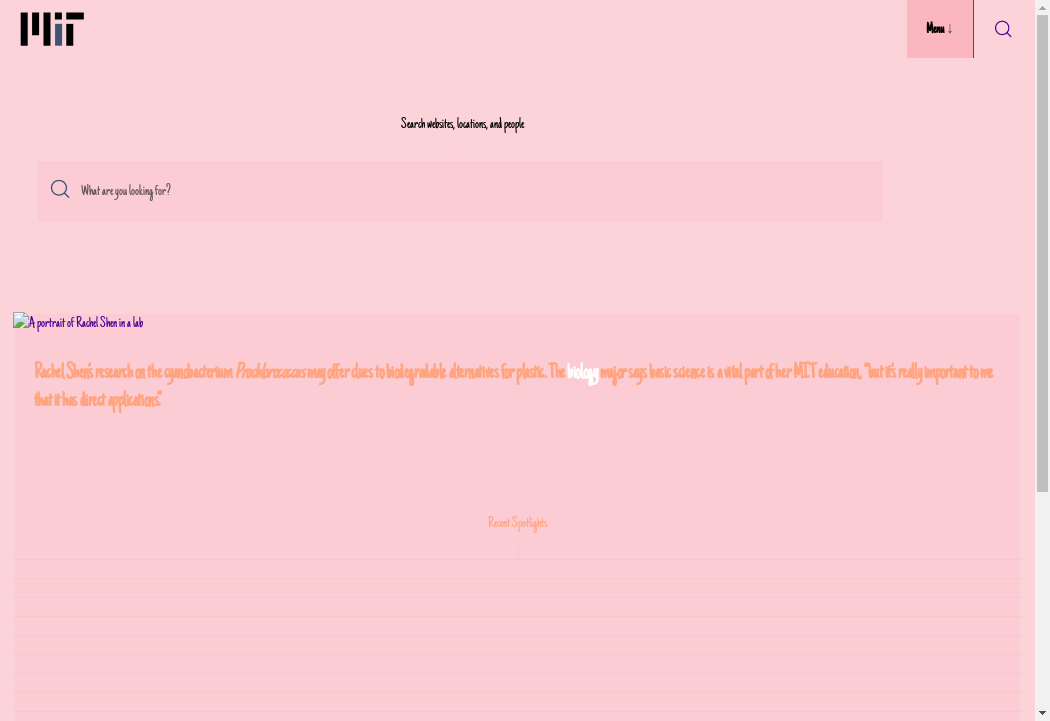 MIT
Menu ↓
Search websites, locations, and people
What are you looking for?
A portrait of Rachel Shen in a lab
Rachel Shen's research on the cyanobacterium Prochlorococcus may offer clues to biodegradable alternatives for plastic. The biology major says basic science is a vital part of her MIT education, "but it's really important to me
that it has direct applications."
Recent Spotlights